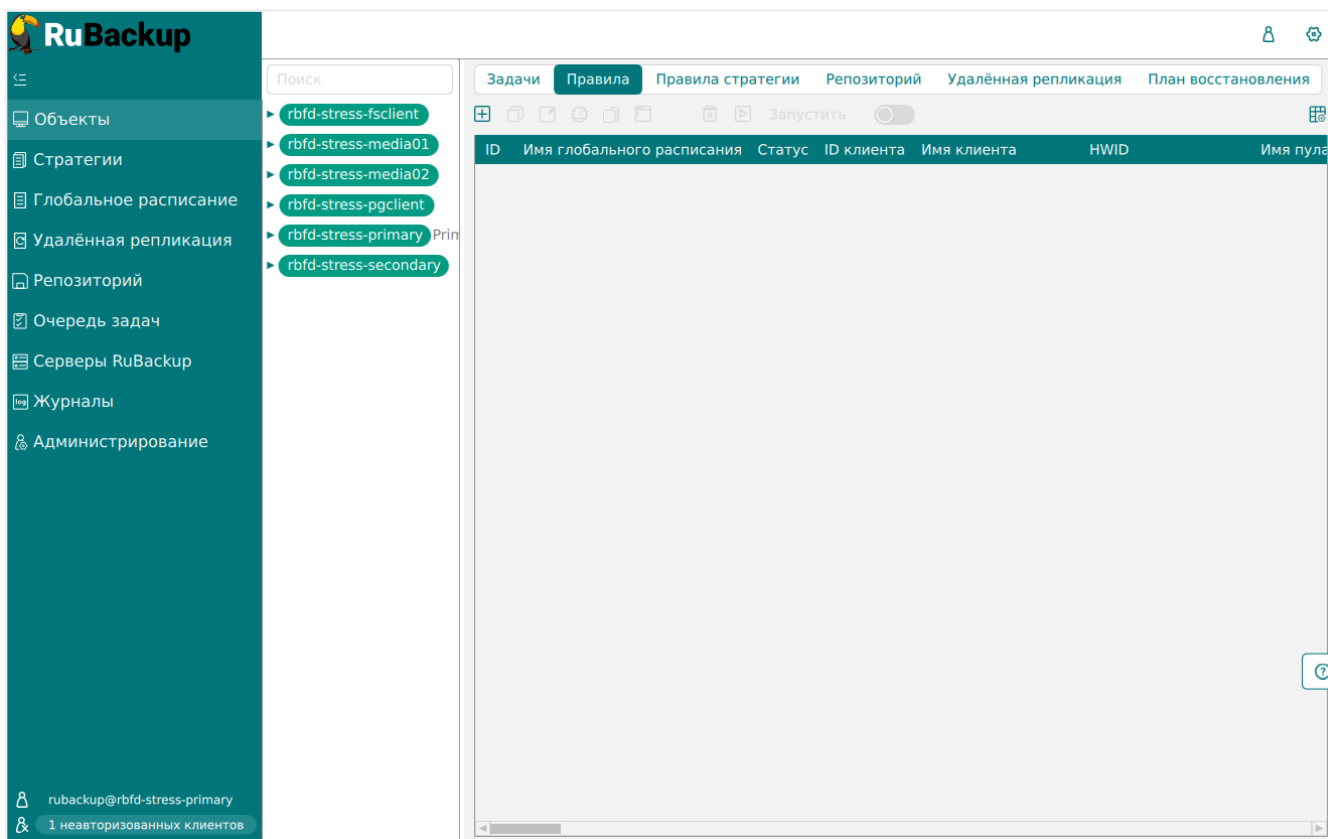 RuBackup
Объекты
Стратегии
Глобальное расписание
Удалённая репликация
Репозиторий
Очередь задач
Серверы RuBackup
Журналы
Администрирование
rubackup@rbfd-stress-primary
1 неавторизованных клиентов
Поиск
rbfd-stress-fsclient
rbfd-stress-media01
rbfd-stress-media02
rbfd-stress-pgclient
rbfd-stress-primary Prim
rbfd-stress-secondary
Задачи Правила Правила стратегии Репозиторий Удалённая репликация План восстановления
Запустить
ID Имя глобального расписания Статус ID клиента Имя клиента HWID Имя пула